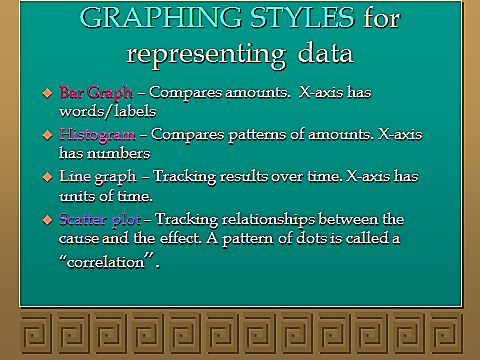 GRAPHING STYLES for
representing data
Bar Graph – Compares amounts. X-axis has
words/labels
Histogram – Compares patterns of amounts. X-axis
has numbers
Line graph – Tracking results over time. X-axis has
units of time.
Scatter plot – Tracking relationships between the
cause and the effect. A pattern of dots is called a
“correlation”.